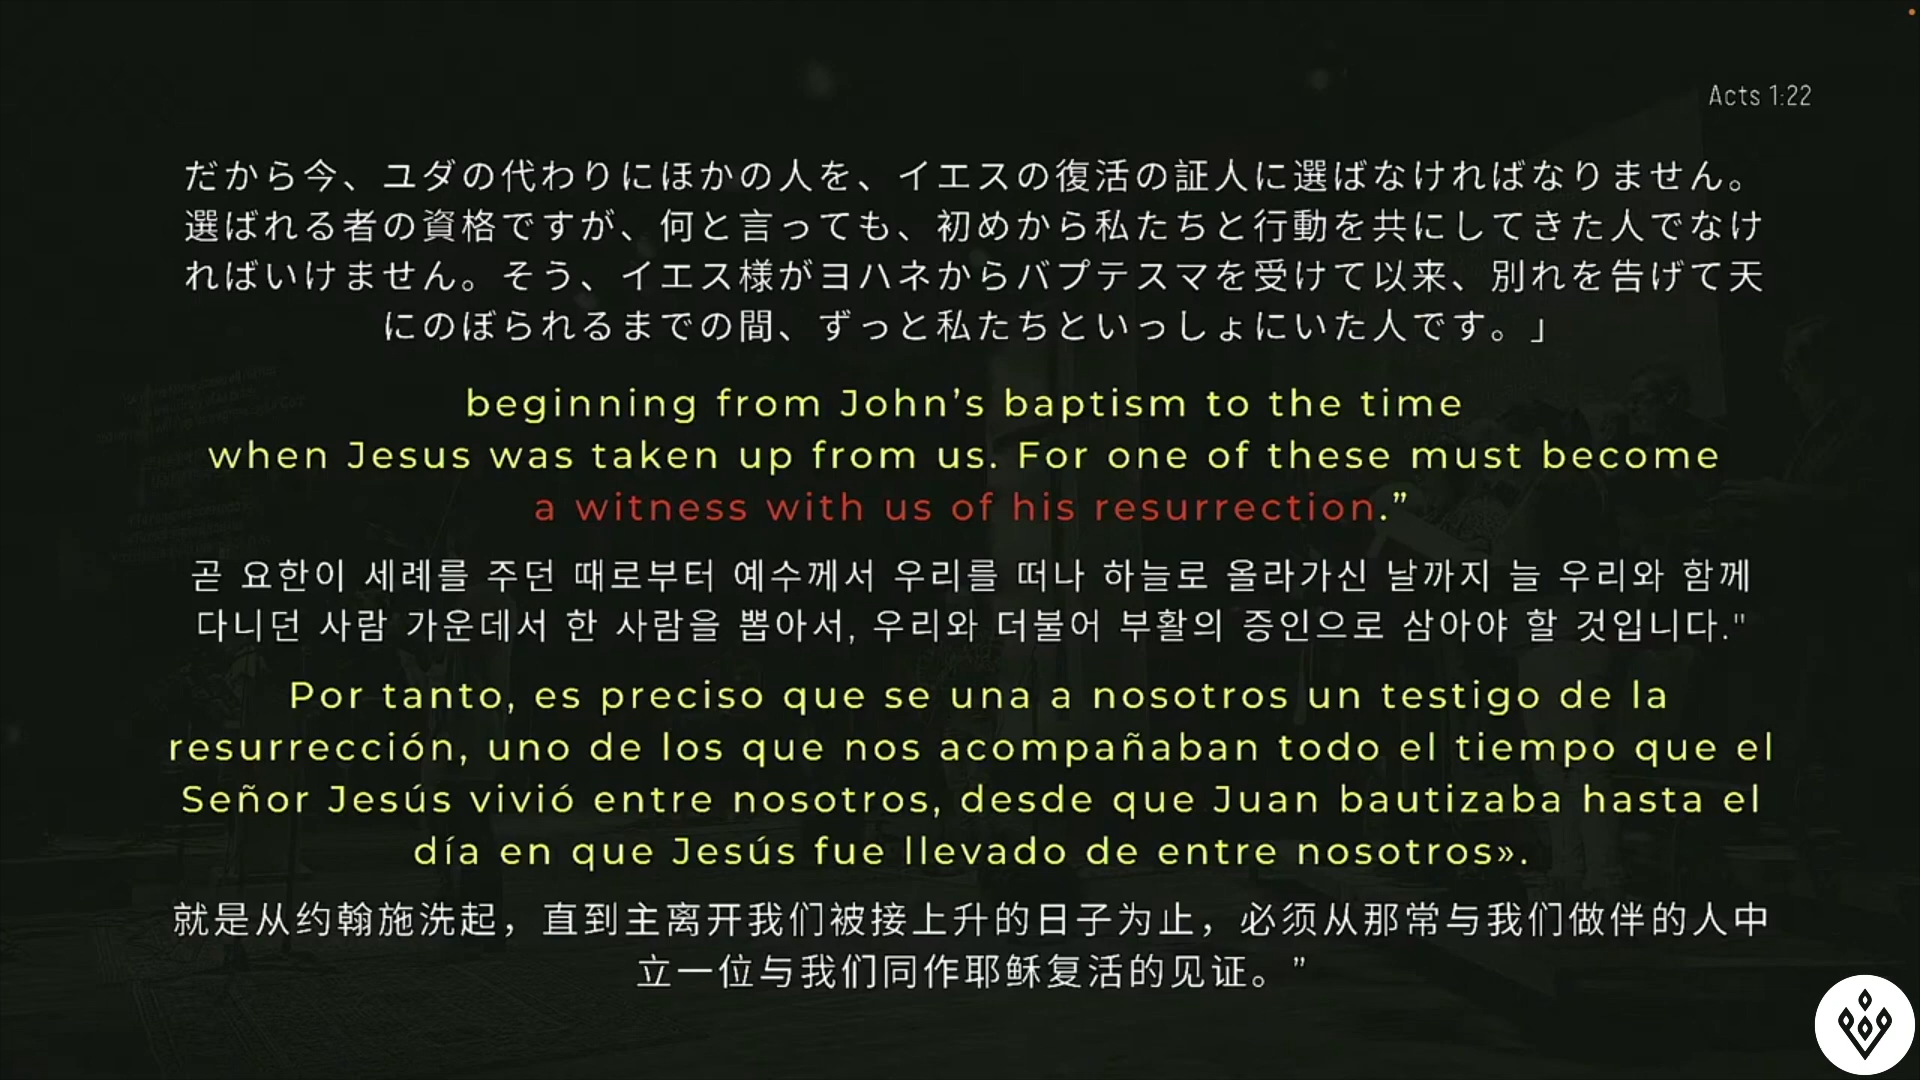 Acts 1:22
だから今、ユダの代わりにほかの人を、イエスの復活の証人に選ばなければなりません。
選ばれる者の資格ですが、何と言っても、初めから私たちと行動を共にしてきた人でなけ
ればいけません。そう、イエス様がヨハネからバプテスマを受けて以来、別れを告げて天
にのぼられるまでの間、ずっと私たちといっしょにいた人です。」
beginning from John’s baptism to the time
when Jesus was taken up from us. For one of these must become
a witness with us of his resurrection.”
곧 요한이 세례를 주던 때로부터 예수께서 우리를 떠나 하늘로 올라가신 날까지 늘 우리와 함께
다니던 사람 가운데서 한 사람을 뽑아서, 우리와 더불어 부활의 증인으로 삼아야 할 것입니다."
Por tanto, es preciso que se una a nosotros un testigo de la
resurrección, uno de los que nos acompañaban todo el tiempo que el
Señor Jesús vivió entre nosotros, desde que Juan bautizaba hasta el
día en que Jesús fue llevado de entre nosotros».
就是从约翰施洗起，直到主离开我们被接上升的日子为止，必须从那常与我们做伴的人中
立一位与我们同作耶稣复活的见证。”